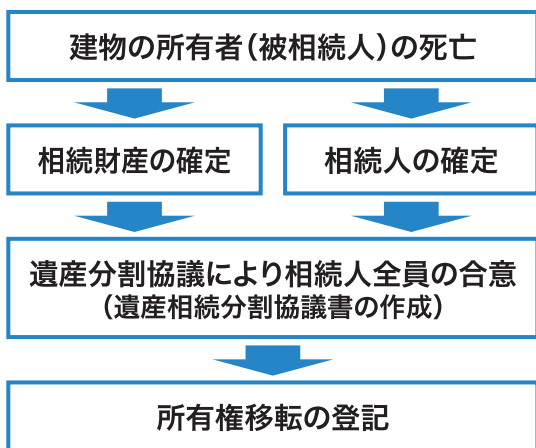 建物の所有者（被相続人）の死亡
相続財産の確定
相続人の確定
遺産分割協議により相続人全員の合意
（遺産相続分割協議書の作成）
所有権移転の登記